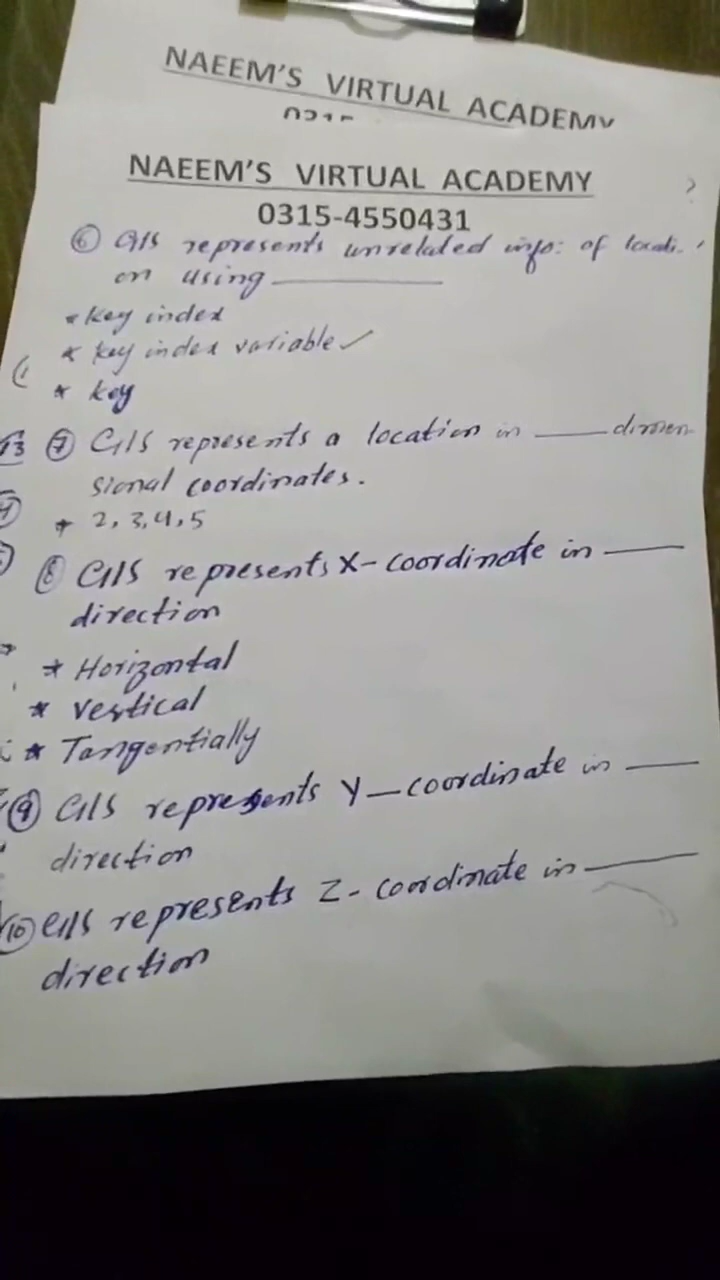 NAEEM'S VIRTUAL ACADEMY
NAEEM'S VIRTUAL ACADEMY
0315-4550431
⑥ GIS represents unrelated info: of locati
on using ________
* key index
* key index variable ✓
* key
⑦ GIS represents a location in ____ dimen
sional coordinates.
* 2, 3, 4, 5
⑧ GIS represents X-coordinate in ____
direction
* Horizontal
* Vertical
* Tangentially
⑨ GIS represents Y-coordinate in ____
direction
⑩ GIS represents Z-coordinate in ____
direction